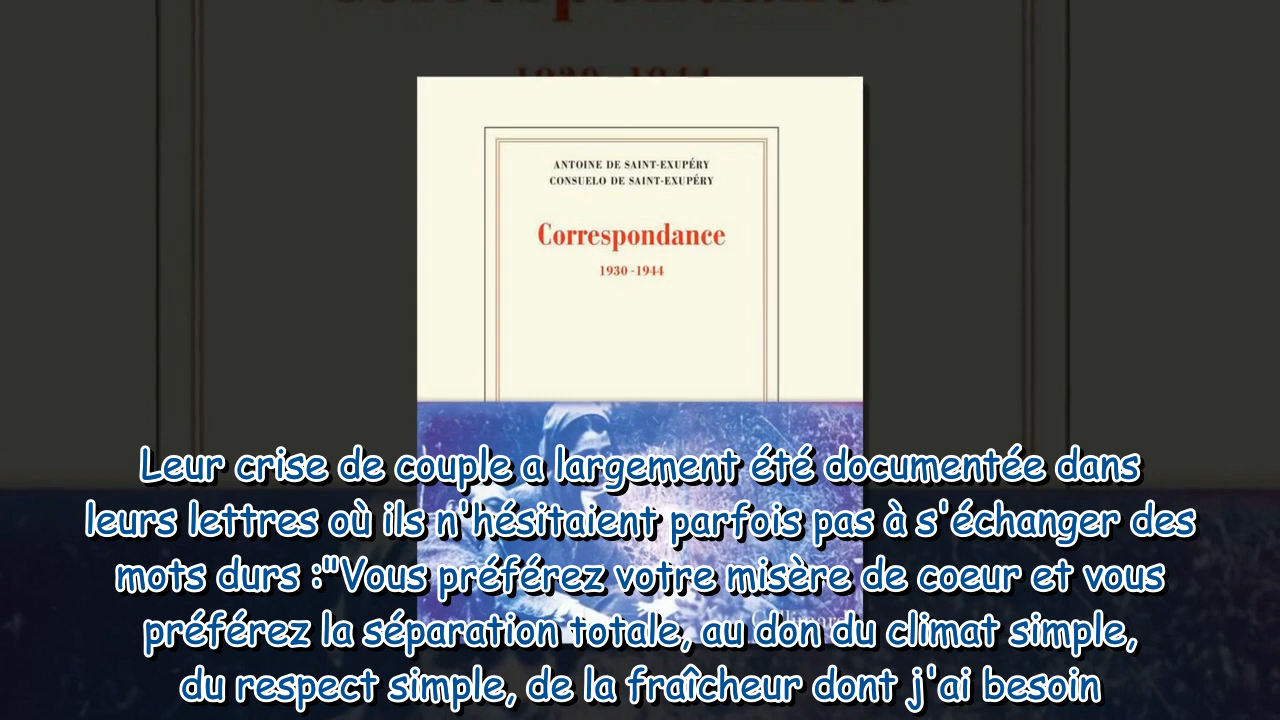 1930 - 1944
ANTOINE DE SAINT-EXUPÉRY
CONSUELO DE SAINT-EXUPÉRY
Correspondance
1930 - 1944
Leur crise de couple a largement été documentée dans
leurs lettres où ils n'hésitaient parfois pas à s'échanger des
mots durs :"Vous préférez votre misère de coeur et vous
préférez la séparation totale, au don du climat simple,
du respect simple, de la fraîcheur dont j'ai besoin